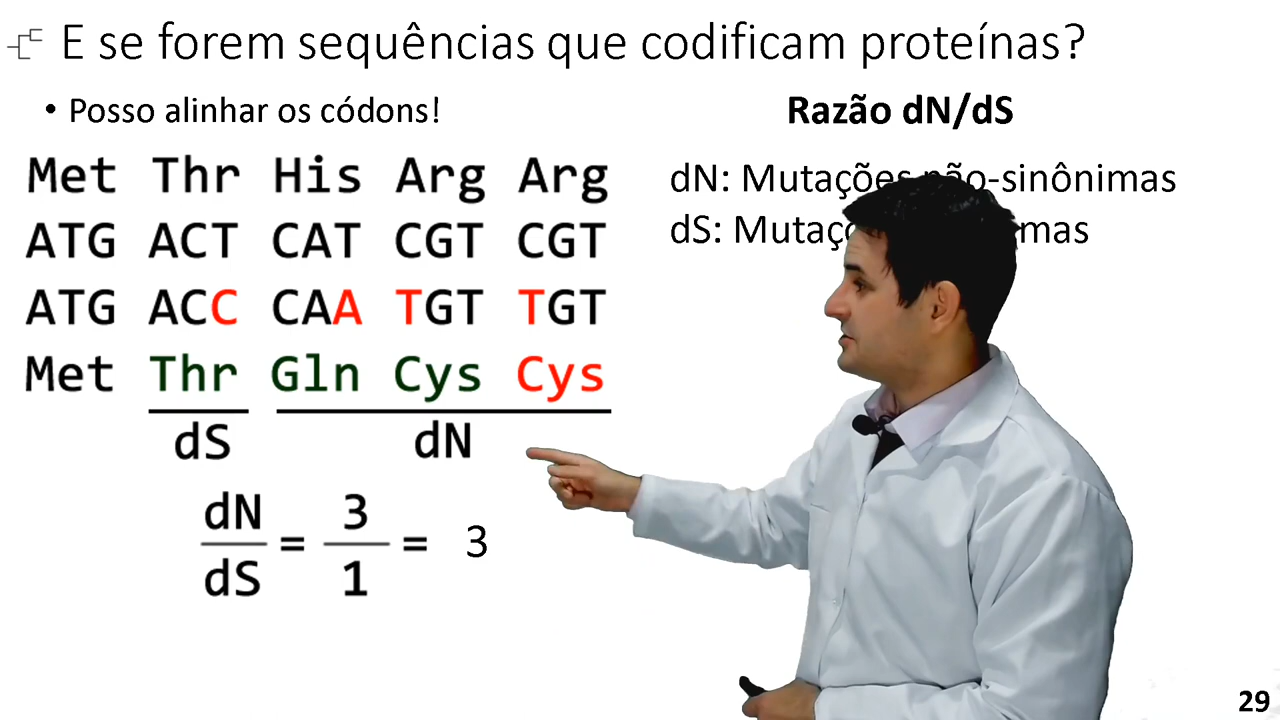 E se forem sequências que codificam proteínas?
• Posso alinhar os códons!
Met Thr His Arg Arg
ATG ACT CAT CGT CGT
ATG ACC CAA TGT TGT
Met Thr Gln Cys Cys
dS dN
dN/dS = 3/1 = 3
Razão dN/dS
dN: Mutações não-sinônimas
dS:
29